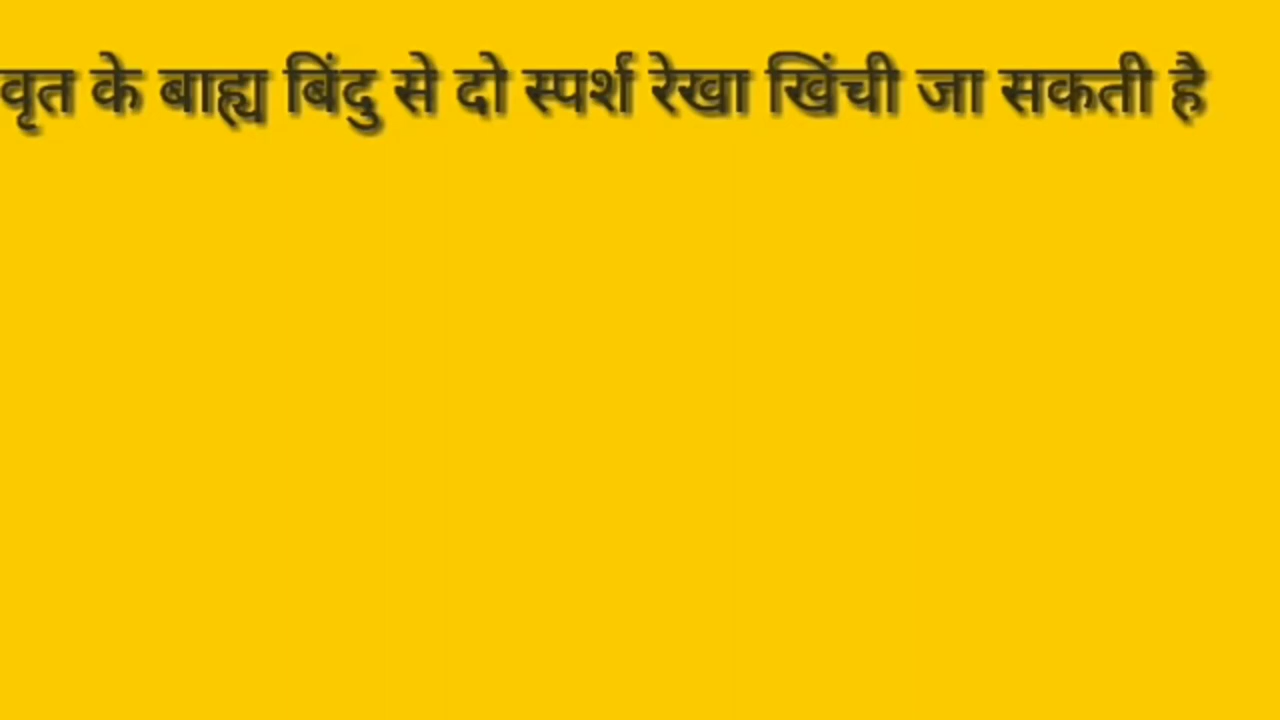 वृत के बाह्य बिंदु से दो स्पर्श रेखा खिंची जा सकती है